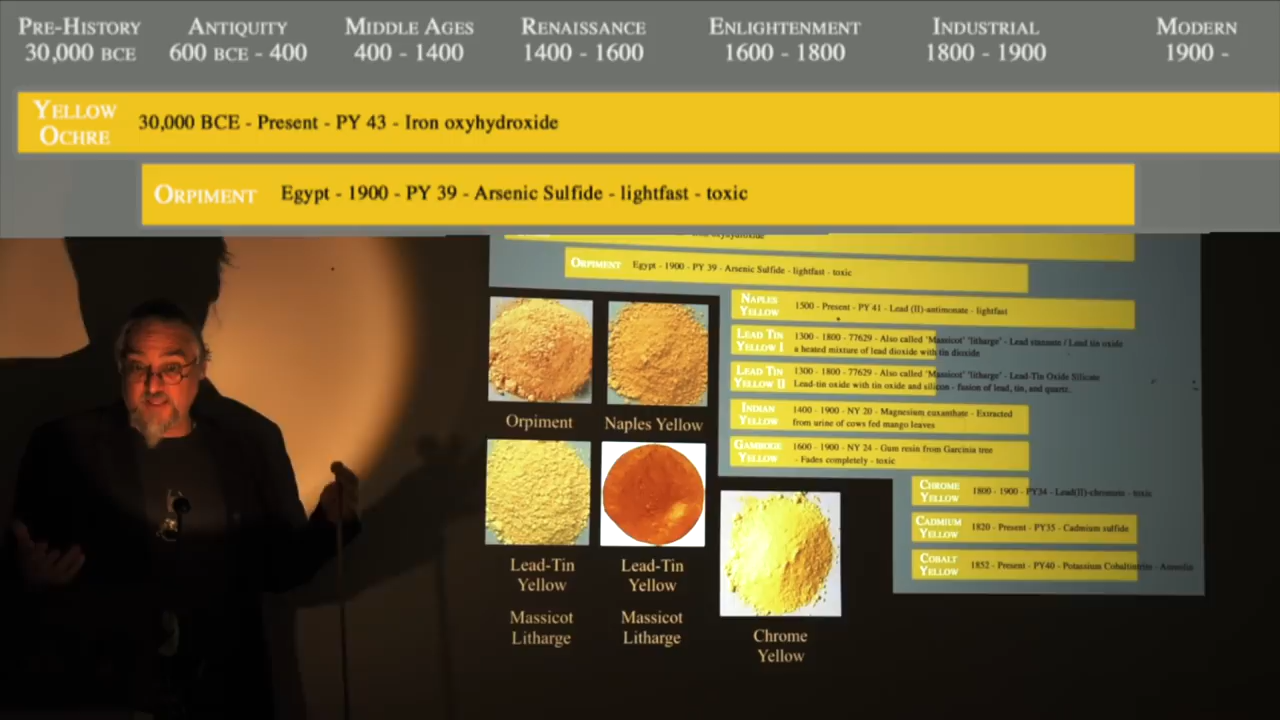 PRE-HISTORY
30,000 BCE
ANTIQUITY
600 BCE - 400
MIDDLE AGES
400 - 1400
RENAISSANCE
1400 - 1600
ENLIGHTENMENT
1600 - 1800
INDUSTRIAL
1800 - 1900
MODERN
1900 -
YELLOW
OCHRE
30,000 BCE - Present - PY 43 - Iron oxyhydroxide
ORPIMENT
Egypt - 1900 - PY 39 - Arsenic Sulfide - lightfast - toxic
oxyhydroxide
ORPIMENT
Egypt - 1900 - PY 39 - Arsenic Sulfide - lightfast - toxic
NAPLES
YELLOW
1500 - Present - PY 41 - Lead (II)-antimonate - lightfast
LEAD TIN
YELLOW I
1300 - 1800 - 77629 - Also called 'Massicot' 'litharge' - Lead stannate / Lead tin oxide
a heated mixture of lead dioxide with tin dioxide
LEAD TIN
YELLOW II
1300 - 1800 - 77629 - Also called 'Massicot' 'litharge' - Lead-Tin Oxide Silicate
Lead-tin oxide with tin oxide and silicon - fusion of lead, tin, and quartz.
INDIAN
YELLOW
1400 - 1900 - NY 20 - Magnesium euxanthate - Extracted
from urine of cows fed mango leaves
GAMBOGE
YELLOW
1600 - 1900 - NY 24 - Gum resin from Garcinia tree
- Fades completely - toxic
CHROME
YELLOW
1800 - 1900 - PY34 - Lead(II)-chromate - toxic
CADMIUM
YELLOW
1820 - Present - PY35 - Cadmium sulfide
COBALT
YELLOW
1852 - Present - PY40 - Potassium Cobaltinitrite - Aureolin
Orpiment
Naples Yellow
Lead-Tin
Yellow
Massicot
Litharge
Lead-Tin
Yellow
Massicot
Litharge
Chrome
Yellow